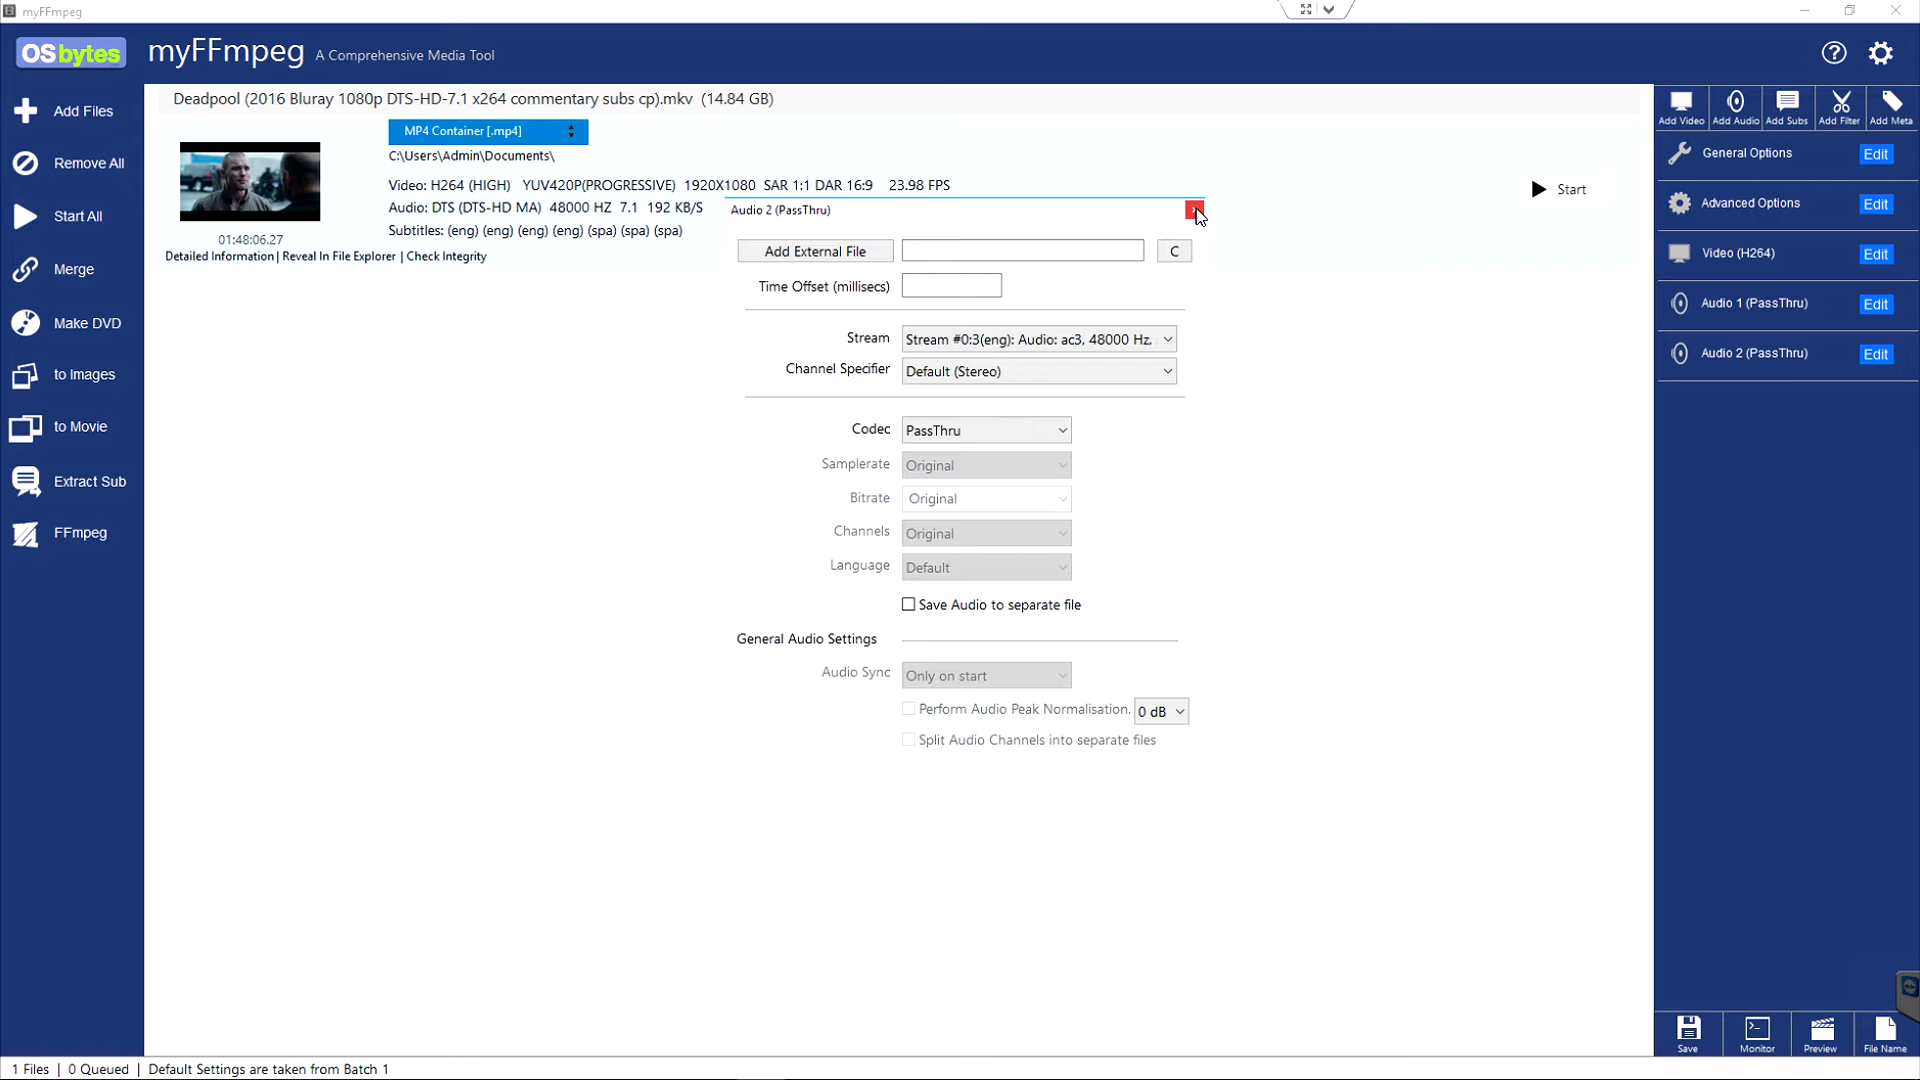 myFFmpeg
OSbytes
myFFmpeg A Comprehensive Media Tool
Add Files
Remove All
Start All
Merge
Make DVD
to Images
to Movie
Extract Sub
FFmpeg
Deadpool (2016 Bluray 1080p DTS-HD-7.1 x264 commentary subs cp).mkv (14.84 GB)
MP4 Container [.mp4]
C:\Users\Admin\Documents\
Video: H264 (HIGH) YUV420P(PROGRESSIVE) 1920X1080 SAR 1:1 DAR 16:9 23.98 FPS
Audio: DTS (DTS-HD MA) 48000 HZ 7.1 192 KB/S
Subtitles: (eng) (eng) (eng) (eng) (spa) (spa) (spa)
01:48:06.27
Detailed Information | Reveal In File Explorer | Check Integrity
Start
Audio 2 (PassThru)
Add External File
C
Time Offset (millisecs)
Stream
Stream #0:3(eng): Audio: ac3, 48000 Hz,
Channel Specifier
Default (Stereo)
Codec
PassThru
Samplerate
Original
Bitrate
Original
Channels
Original
Language
Default
Save Audio to separate file
General Audio Settings
Audio Sync
Only on start
Perform Audio Peak Normalisation.
0 dB
Split Audio Channels into separate files
Add Video
Add Audio
Add Subs
Add Filter
Add Meta
General Options
Edit
Advanced Options
Edit
Video (H264)
Edit
Audio 1 (PassThru)
Edit
Audio 2 (PassThru)
Edit
Save
Monitor
Preview
File Name
1 Files | 0 Queued | Default Settings are taken from Batch 1